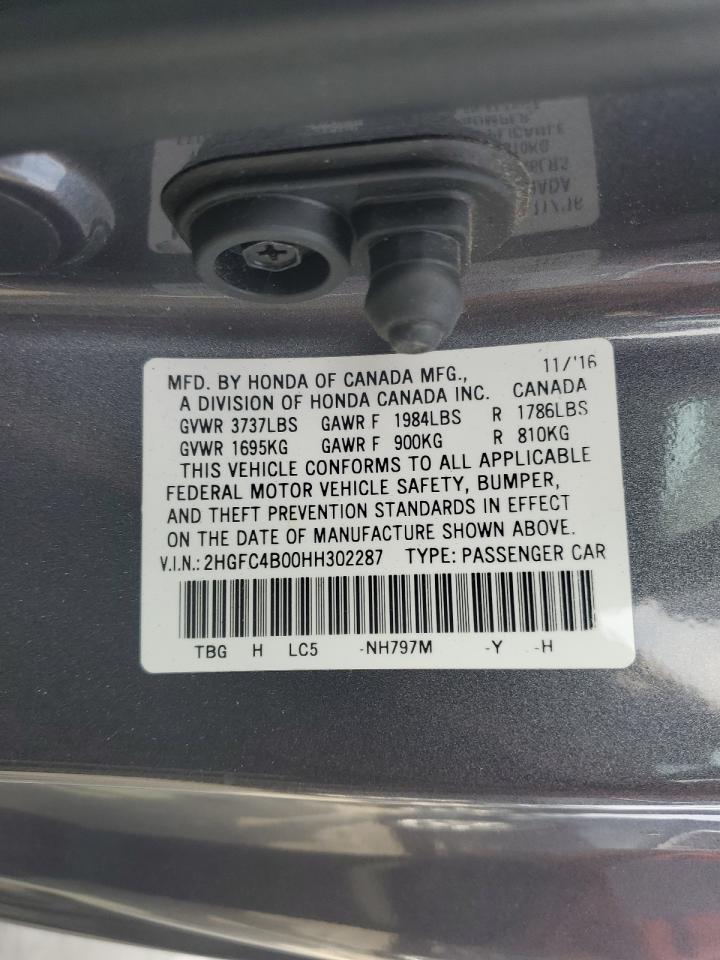 11/'16
MFD. BY HONDA OF CANADA MFG.,
A DIVISION OF HONDA CANADA INC. CANADA
GVWR 3737LBS GAWR F 1984LBS R 1786LBS
GVWR 1695KG GAWR F 900KG R 810KG
THIS VEHICLE CONFORMS TO ALL APPLICABLE
FEDERAL MOTOR VEHICLE SAFETY, BUMPER,
AND THEFT PREVENTION STANDARDS IN EFFECT
ON THE DATE OF MANUFACTURE SHOWN ABOVE.
V.I.N.: 2HGFC4B00HH302287 TYPE: PASSENGER CAR
TBG H LC5 -NH797M -Y -H